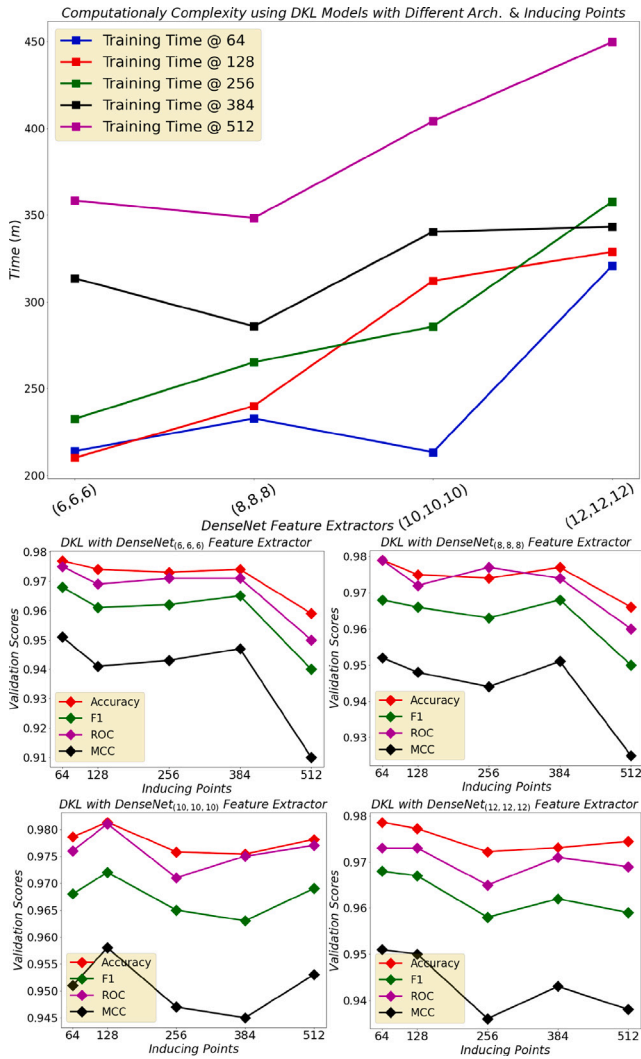 Computationaly Complexity using DKL Models with Different Arch. & Inducing Points
450
400
350
300
250
200
Time (m)
Training Time @ 64
Training Time @ 128
Training Time @ 256
Training Time @ 384
Training Time @ 512
(6,6,6)
(8,8,8)
(10,10,10)
(12,12,12)
DenseNet Feature Extractors
DKL with DenseNet(6, 6, 6) Feature Extractor
0.98
0.97
0.96
0.95
0.94
0.93
0.92
0.91
Validation Scores
Accuracy
F1
ROC
MCC
64 128 256 384 512
Inducing Points
DKL with DenseNet(8, 8, 8) Feature Extractor
0.98
0.97
0.96
0.95
0.94
0.93
Validation Scores
Accuracy
F1
ROC
MCC
64 128 256 384 512
Inducing Points
DKL with DenseNet(10, 10, 10) Feature Extractor
0.980
0.975
0.970
0.965
0.960
0.955
0.950
0.945
Validation Scores
Accuracy
F1
ROC
MCC
64 128 256 384 512
Inducing Points
DKL with DenseNet(12, 12, 12) Feature Extractor
0.98
0.97
0.96
0.95
0.94
Validation Scores
Accuracy
F1
ROC
MCC
64 128 256 384 512
Inducing Points